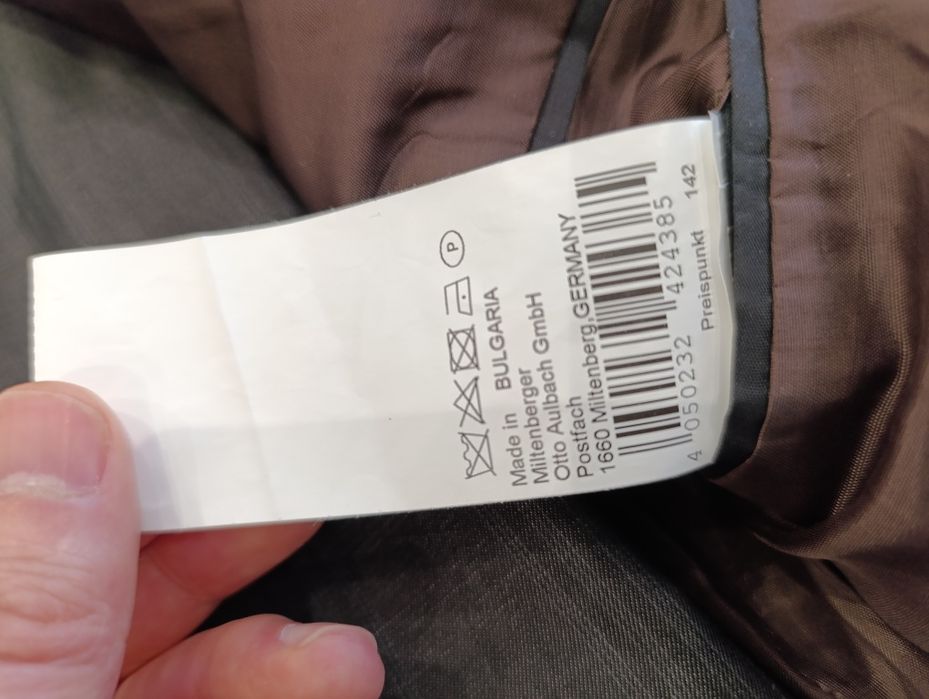 P
Made in BULGARIA
Miltenberger
Otto Aulbach GmbH
Postfach
1660 Miltenberg,GERMANY
4 050232 424385
Preispunkt 142